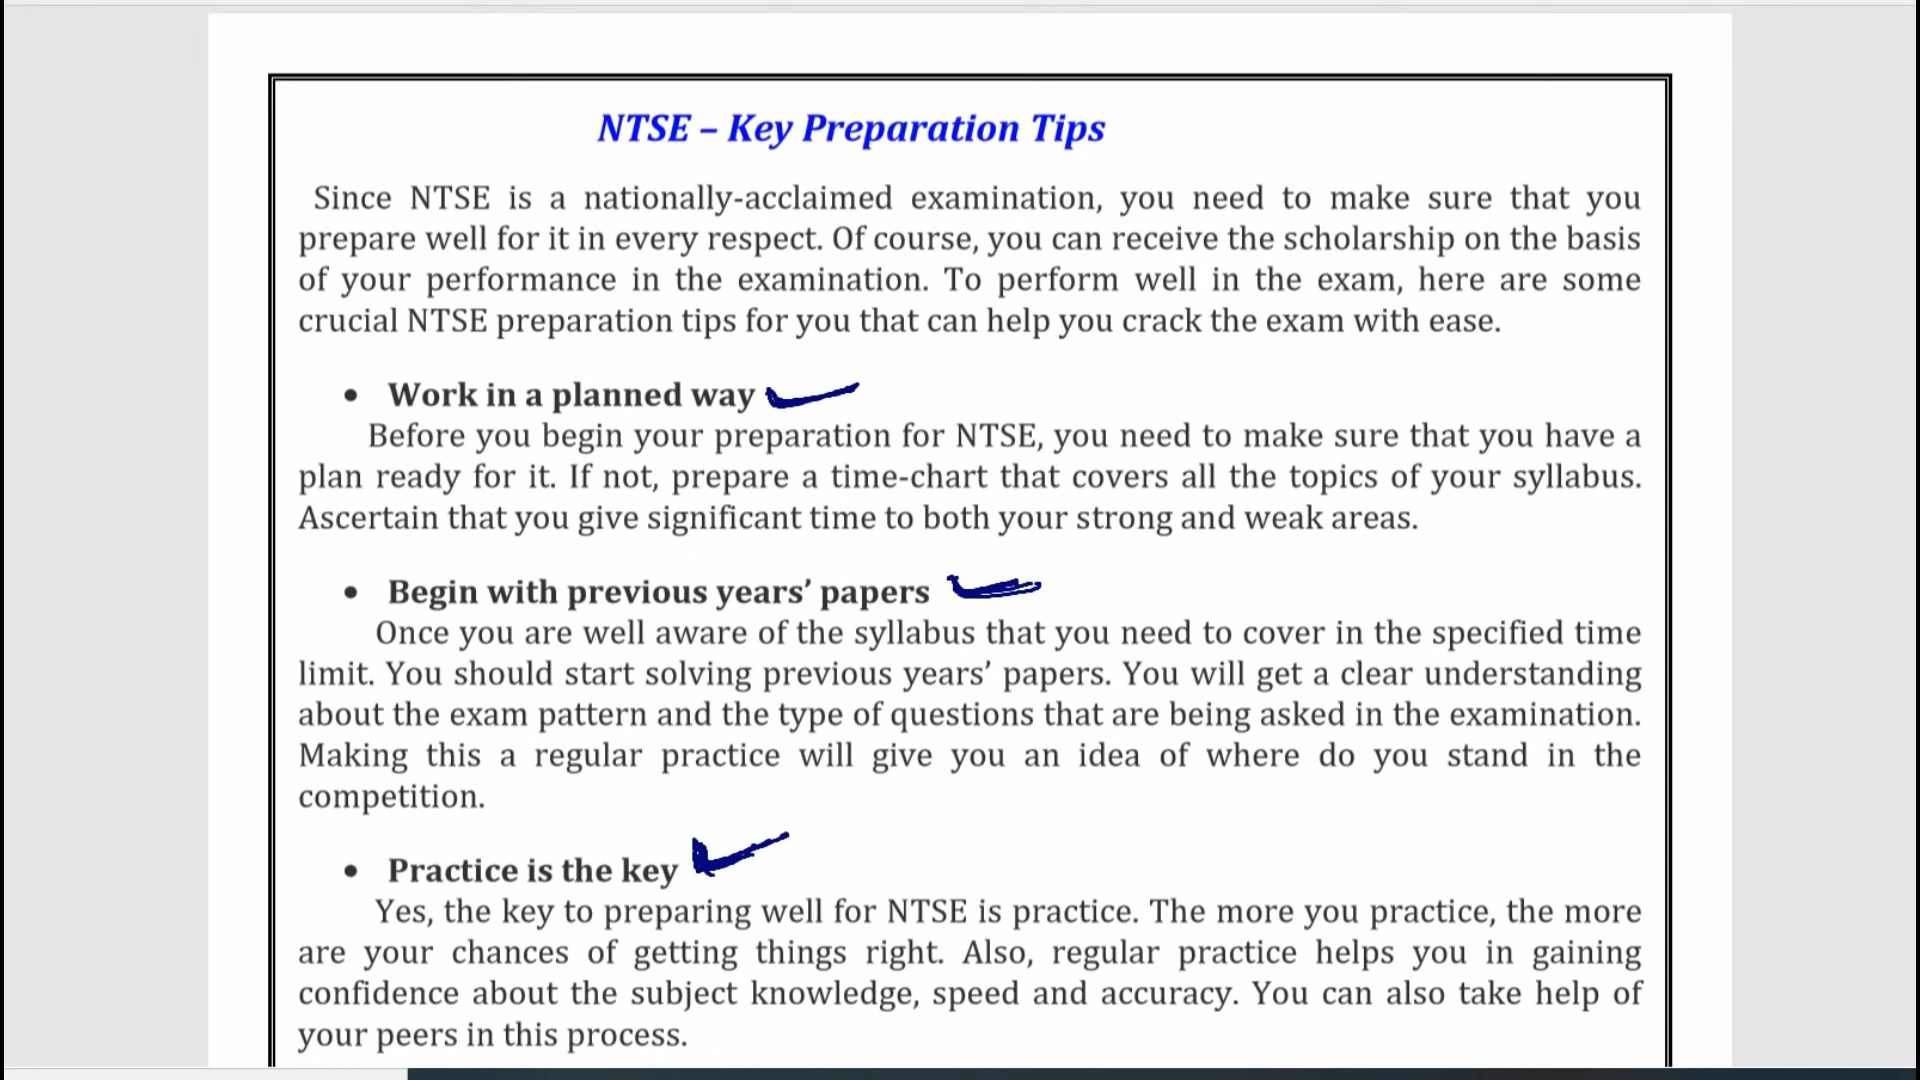 NTSE – Key Preparation Tips
Since NTSE is a nationally-acclaimed examination, you need to make sure that you
prepare well for it in every respect. Of course, you can receive the scholarship on the basis
of your performance in the examination. To perform well in the exam, here are some
crucial NTSE preparation tips for you that can help you crack the exam with ease.
• Work in a planned way
Before you begin your preparation for NTSE, you need to make sure that you have a
plan ready for it. If not, prepare a time-chart that covers all the topics of your syllabus.
Ascertain that you give significant time to both your strong and weak areas.
• Begin with previous years’ papers
Once you are well aware of the syllabus that you need to cover in the specified time
limit. You should start solving previous years’ papers. You will get a clear understanding
about the exam pattern and the type of questions that are being asked in the examination.
Making this a regular practice will give you an idea of where do you stand in the
competition.
• Practice is the key
Yes, the key to preparing well for NTSE is practice. The more you practice, the more
are your chances of getting things right. Also, regular practice helps you in gaining
confidence about the subject knowledge, speed and accuracy. You can also take help of
your peers in this process.